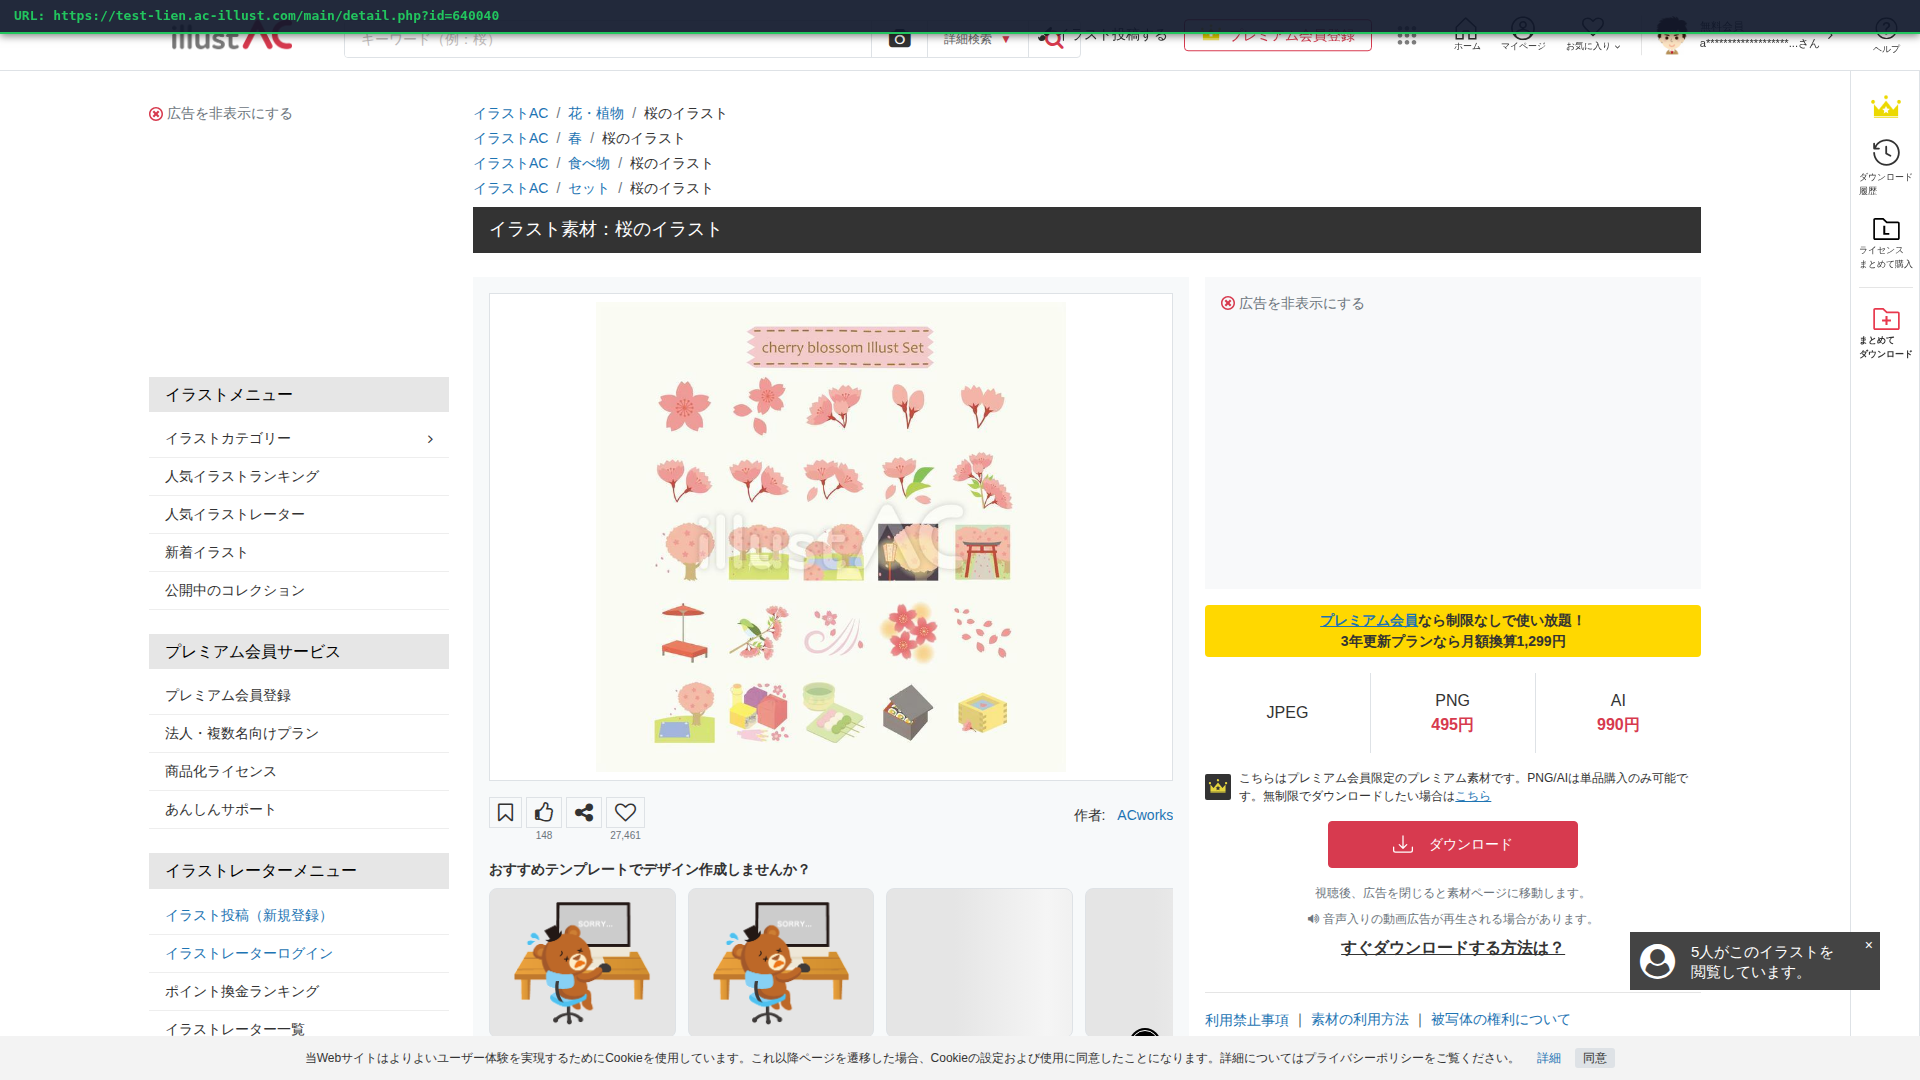 URL: https://test-lien.ac-illust.com/main/detail.php?id=640040
illust AC
キーワード（例：桜）
詳細検索 ▼
プレミアム会員登録
ホーム
マイページ
お気に入り
無料会員
a******************...さん
ヘルプ
広告を非表示にする
イラストAC / 花・植物 / 桜のイラスト
イラストAC / 春 / 桜のイラスト
イラストAC / 食べ物 / 桜のイラスト
イラストAC / セット / 桜のイラスト
イラスト素材：桜のイラスト
イラストメニュー
イラストカテゴリー
人気イラストランキング
人気イラストレーター
新着イラスト
公開中のコレクション
プレミアム会員サービス
プレミアム会員登録
法人・複数名向けプラン
商品化ライセンス
あんしんサポート
イラストレーターメニュー
イラスト投稿（新規登録）
イラストレーターログイン
ポイント換金ランキング
イラストレーター一覧
cherry blossom Illust Set
illust AC
148
27,461
作者: ACworks
おすすめテンプレートでデザイン作成しませんか？
SORRY...
SORRY...
広告を非表示にする
プレミアム会員なら制限なしで使い放題！
3年更新プランなら月額換算1,299円
JPEG
PNG
495円
AI
990円
こちらはプレミアム会員限定のプレミアム素材です。PNG/AIは単品購入のみ可能で
す。無制限でダウンロードしたい場合はこちら
ダウンロード
視聴後、広告を閉じると素材ページに移動します。
音声入りの動画広告が再生される場合があります。
すぐダウンロードする方法は？
利用禁止事項 | 素材の利用方法 | 被写体の権利について
ダウンロード
履歴
ライセンス
まとめて購入
まとめて
ダウンロード
5人がこのイラストを
閲覧しています。
×
当Webサイトはよりよいユーザー体験を実現するためにCookieを使用しています。これ以降ページを遷移した場合、Cookieの設定および使用に同意したことになります。詳細についてはプライバシーポリシーをご覧ください。 詳細 同意